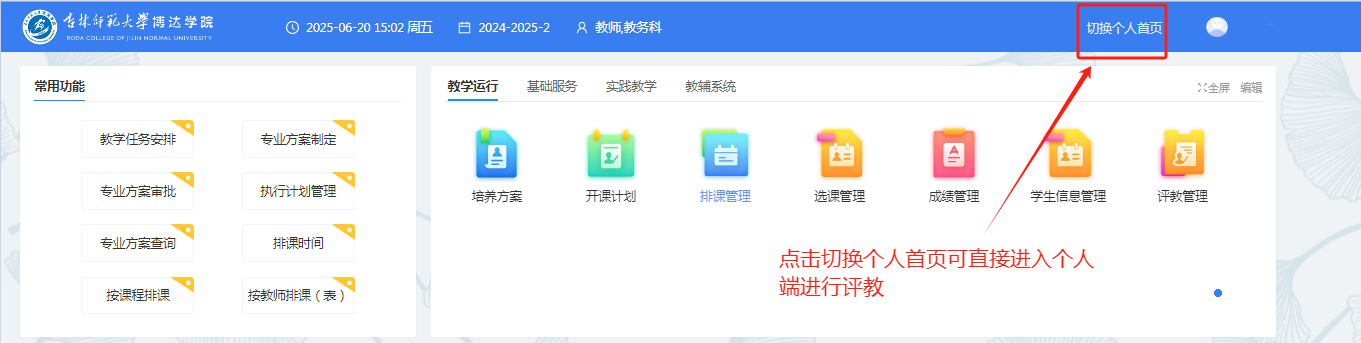 吉林师范大学博达学院
BODA COLLEGE OF JILIN NORMAL UNIVERSITY
2025-06-20 15:02 周五
2024-2025-2
教师,教务科
切换个人首页
常用功能
教学任务安排
专业方案制定
专业方案审批
执行计划管理
专业方案查询
排课时间
按课程排课
按教师排课（表）
教学运行
基础服务
实践教学
教辅系统
全屏
编辑
培养方案
开课计划
排课管理
选课管理
成绩管理
学生信息管理
评教管理
点击切换个人首页可直接进入个人
端进行评教